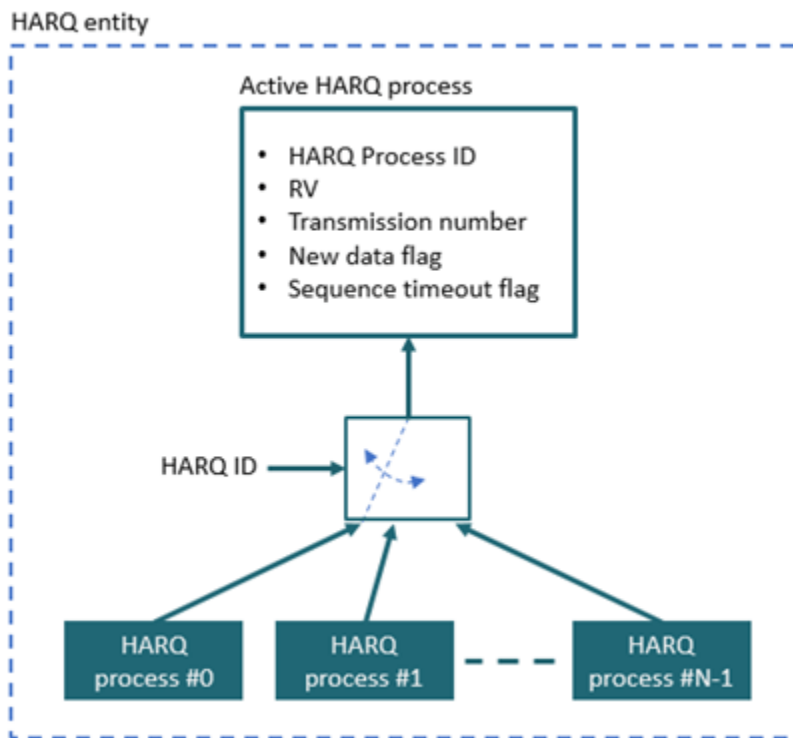 HARQ entity
Active HARQ process
• HARQ Process ID
• RV
• Transmission number
• New data flag
• Sequence timeout flag
HARQ ID
HARQ
process #0
HARQ
process #1
HARQ
process #N-1